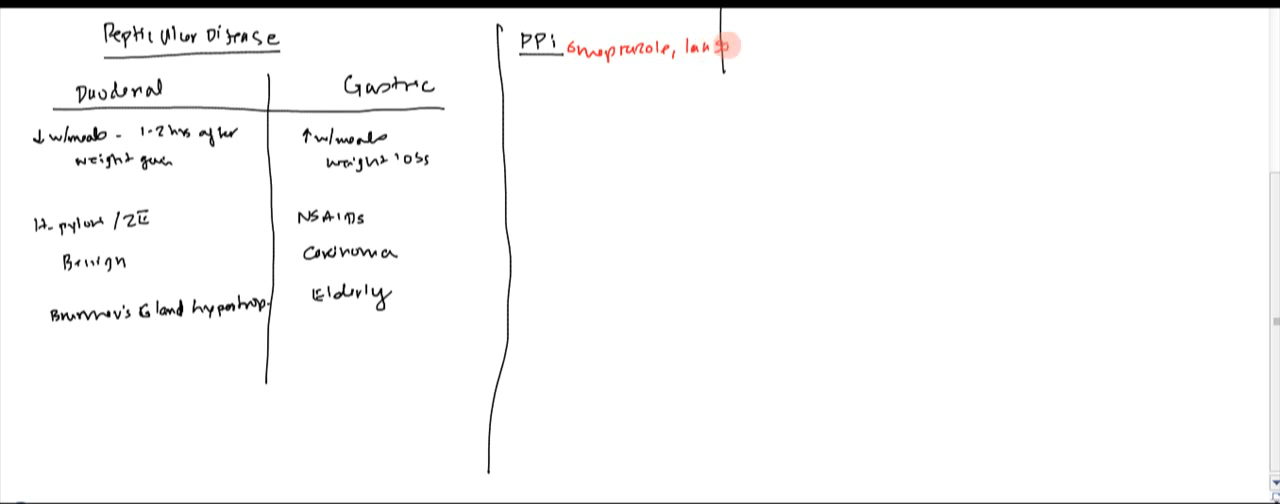 Peptic Ulcer Disease
Duodenal
↓ w/meals - 1-2 hrs after
weight gain
H. pylori / ZE
Benign
Brunner's Gland hypertrop.
Gastric
↑ w/meals
weight loss
NSAIDs
Carcinoma
Elderly
PPi omeprazole, lans